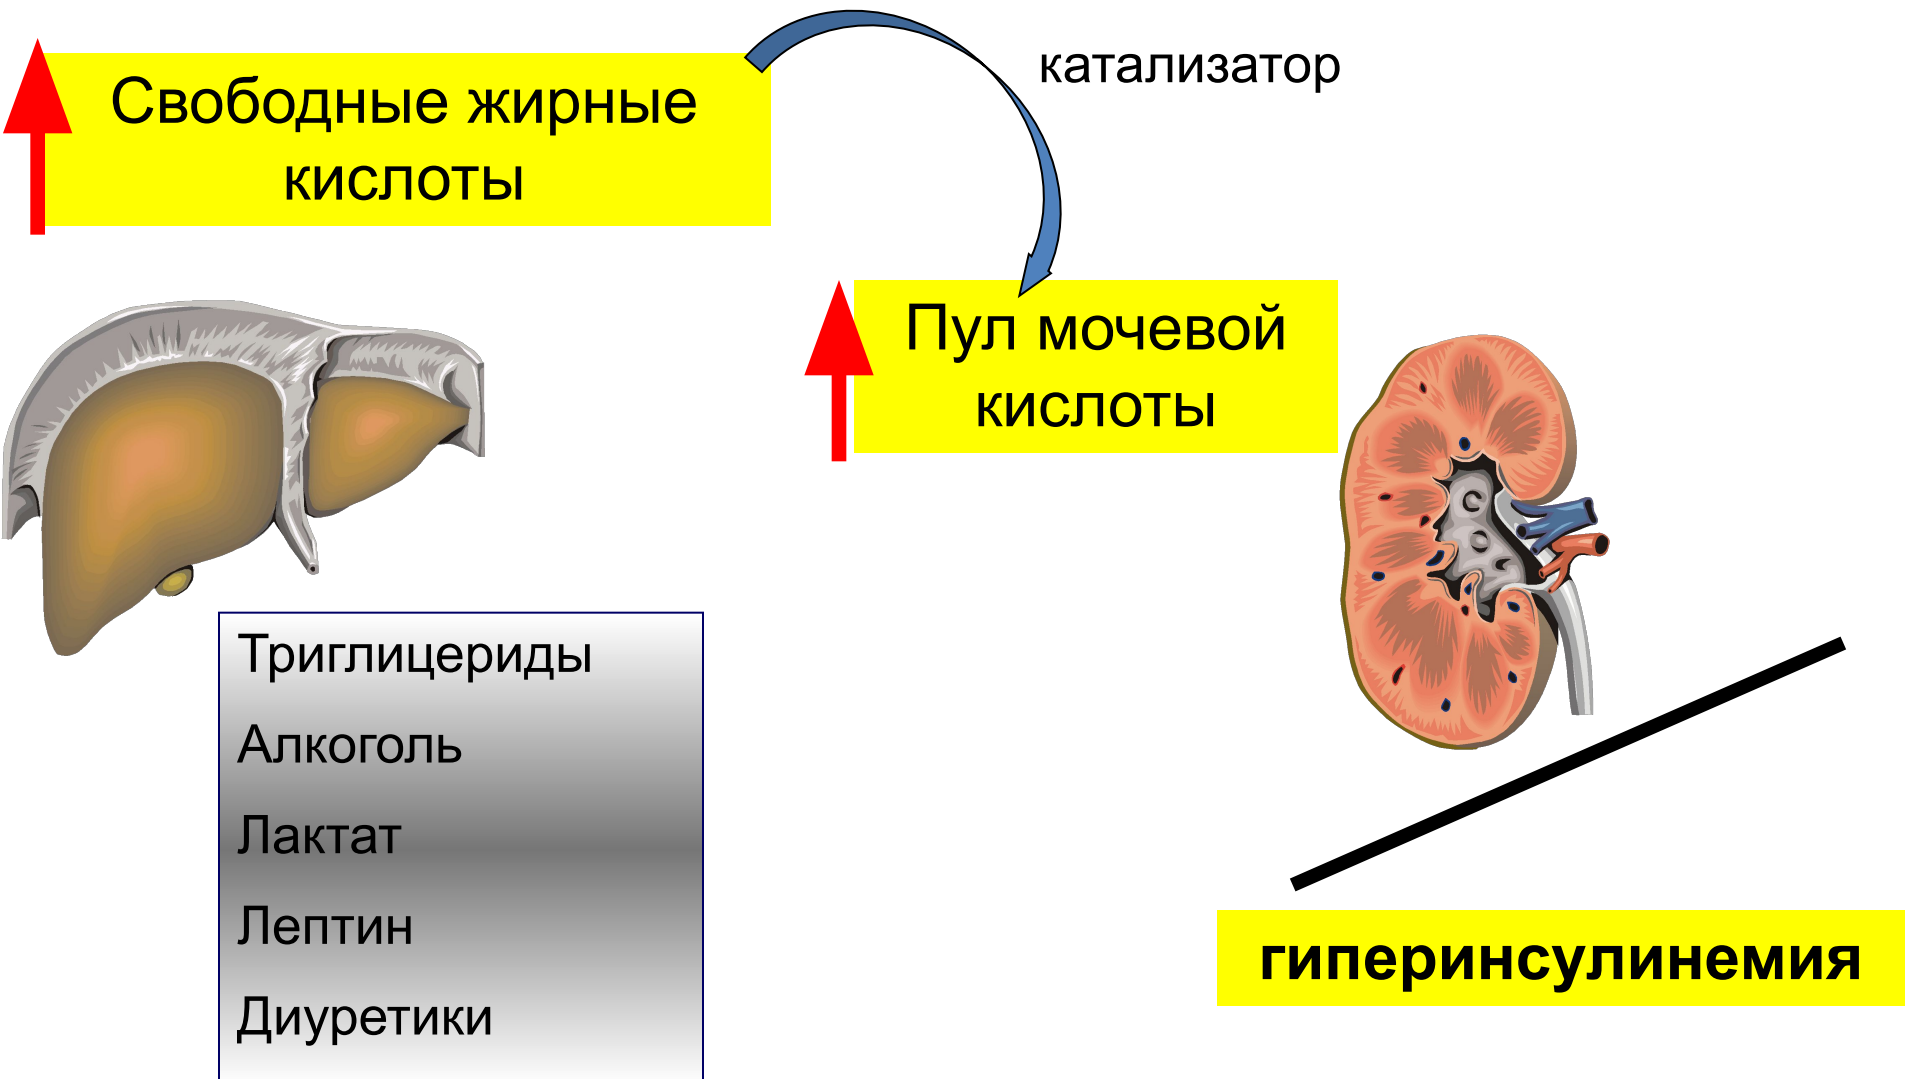 катализатор
Свободные жирные
кислоты
Пул мочевой
кислоты
Триглицериды
Алкоголь
Лактат
Лептин
Диуретики
гиперинсулинемия